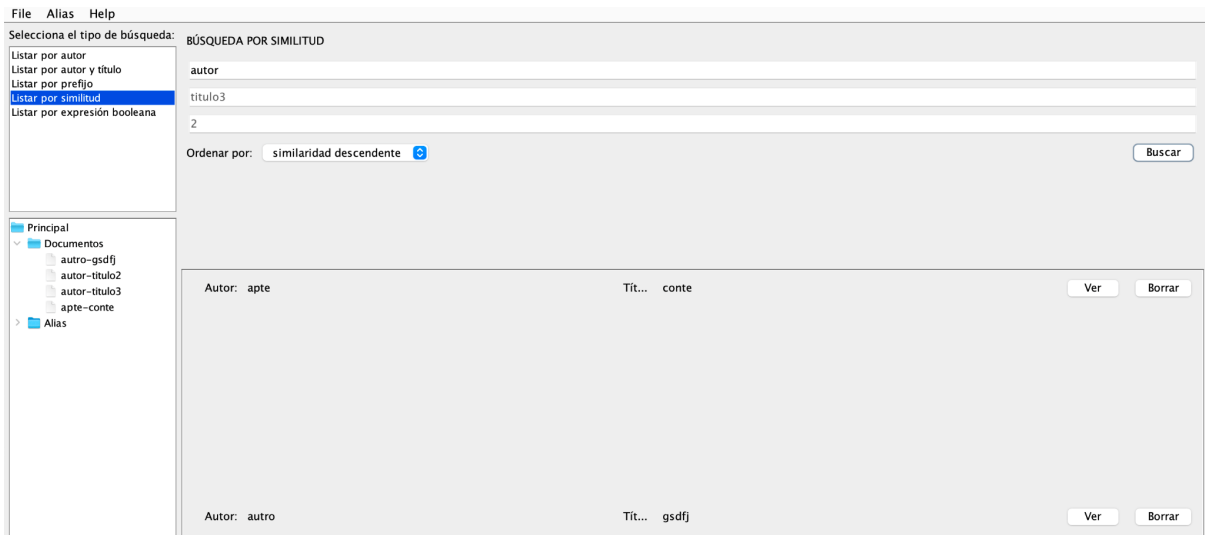 File Alias Help
Selecciona el tipo de búsqueda:
Listar por autor
Listar por autor y título
Listar por prefijo
Listar por similitud
Listar por expresión booleana
BÚSQUEDA POR SIMILITUD
autor
titulo3
2
Ordenar por: similaridad descendente
Buscar
Principal
Documentos
autro-gsdfj
autor-titulo2
autor-titulo3
apte-conte
Alias
Autor: apte Tít... conte Ver Borrar
Autor: autro Tít... gsdfj Ver Borrar